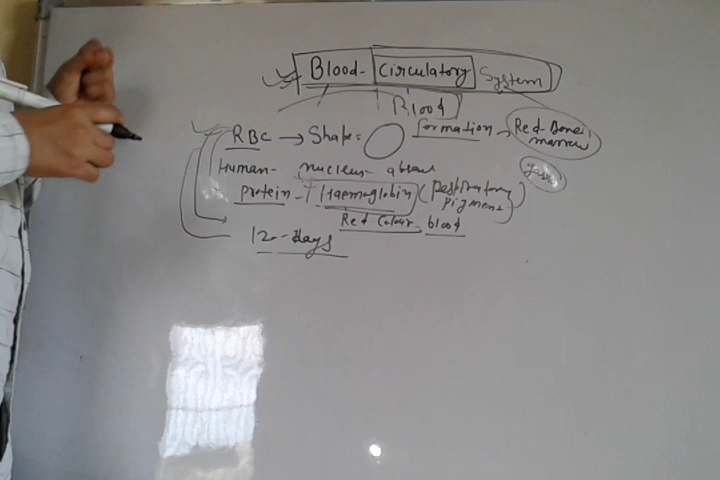 Blood- Circulatory System
Blood
RBC → Shape = formation → Red Bone marrow
Human- nucleus- absent
Protein - Haemoglobin (Respiratory pigment)
Red Colour- blood
120-days